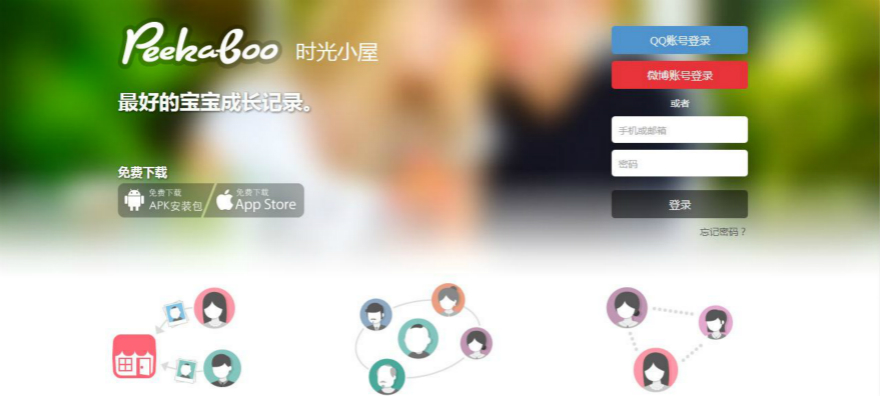 Peekaboo 时光小屋
最好的宝宝成长记录。
免费下载
免费下载
APK安装包
免费下载
App Store
QQ账号登录
微博账号登录
或者
手机或邮箱
密码
登录
忘记密码？